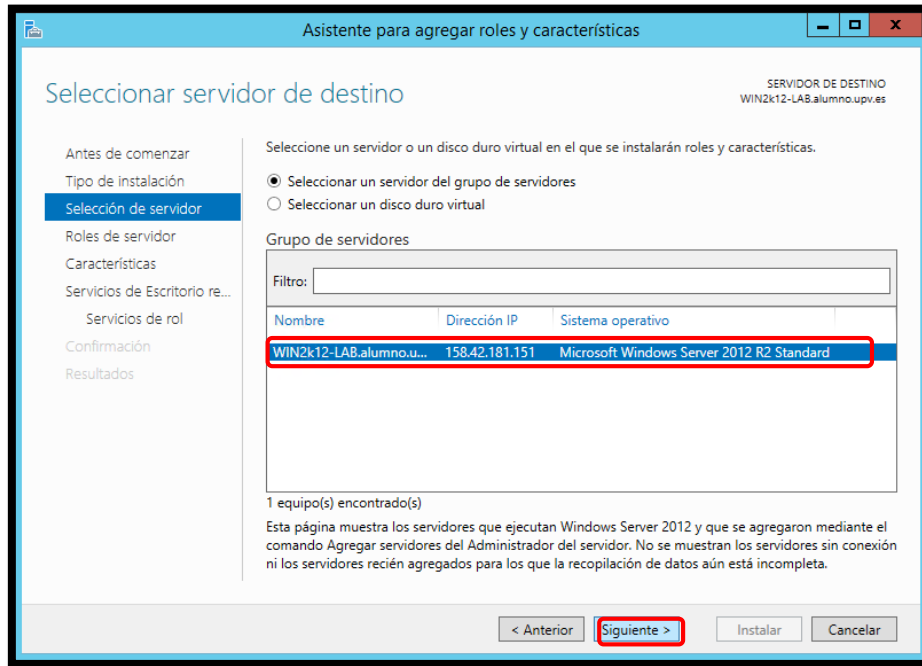 Asistente para agregar roles y características
Seleccionar servidor de destino
SERVIDOR DE DESTINO
WIN2k12-LAB.alumno.upv.es
Antes de comenzar
Tipo de instalación
Selección de servidor
Roles de servidor
Características
Servicios de Escritorio re...
Servicios de rol
Confirmación
Resultados
Seleccione un servidor o un disco duro virtual en el que se instalarán roles y características.
Seleccionar un servidor del grupo de servidores
Seleccionar un disco duro virtual
Grupo de servidores
Filtro:
Nombre Dirección IP Sistema operativo
WIN2k12-LAB.alumno.u... 158.42.181.151 Microsoft Windows Server 2012 R2 Standard
1 equipo(s) encontrado(s)
Esta página muestra los servidores que ejecutan Windows Server 2012 y que se agregaron mediante el
comando Agregar servidores del Administrador del servidor. No se muestran los servidores sin conexión
ni los servidores recién agregados para los que la recopilación de datos aún está incompleta.
< Anterior Siguiente > Instalar Cancelar